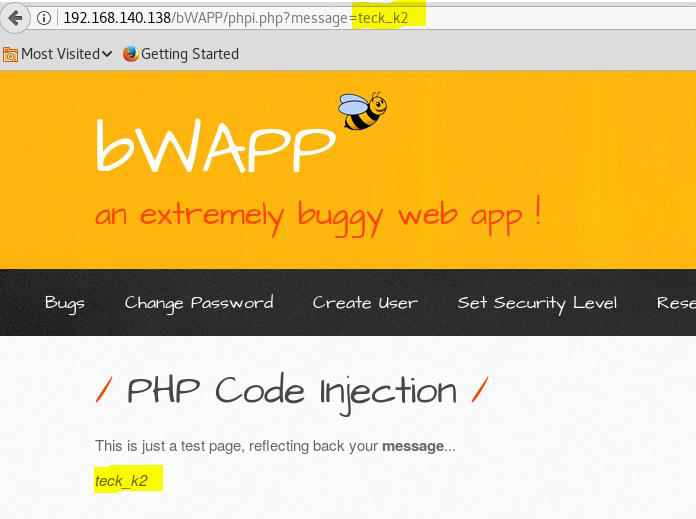 192.168.140.138/bWAPP/phpi.php?message=teck_k2
Most Visited Getting Started
bWAPP
an extremely buggy web app !
Bugs Change Password Create User Set Security Level Rese
/ PHP Code Injection /
This is just a test page, reflecting back your message...
teck_k2